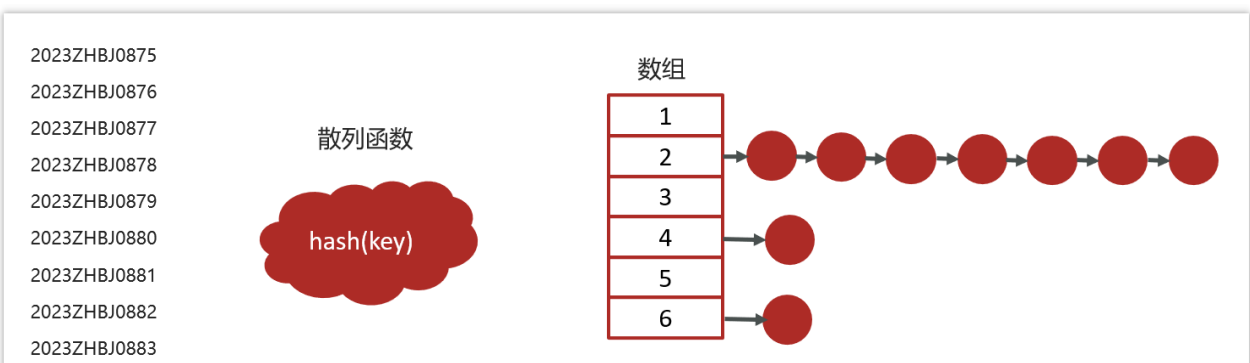 2023ZHBJ0875
2023ZHBJ0876
2023ZHBJ0877
2023ZHBJ0878
2023ZHBJ0879
2023ZHBJ0880
2023ZHBJ0881
2023ZHBJ0882
2023ZHBJ0883
散列函数
hash(key)
数组
1
2
3
4
5
6